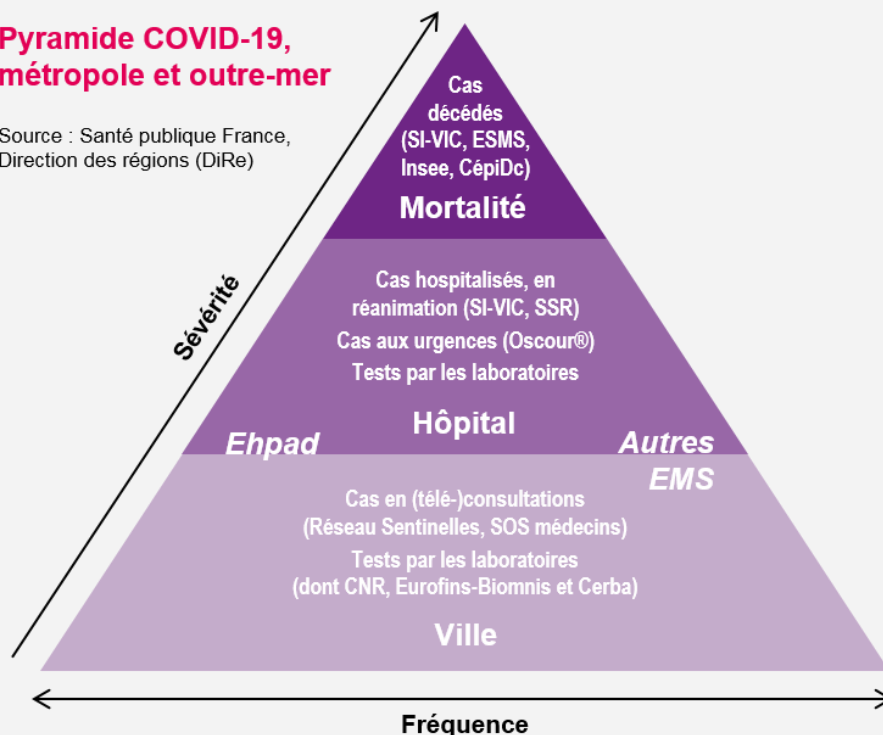 Pyramide COVID-19,
métropole et outre-mer
Source : Santé publique France,
Direction des régions (DiRe)
Sévérité
Cas
décédés
(SI-VIC, ESMS,
Insee, CépiDc)
Mortalité
Cas hospitalisés, en
réanimation (SI-VIC, SSR)
Cas aux urgences (Oscour®)
Tests par les laboratoires
Hôpital
Ehpad
Autres
EMS
Cas en (télé-)consultations
(Réseau Sentinelles, SOS médecins)
Tests par les laboratoires
(dont CNR, Eurofins-Biomnis et Cerba)
Ville
Fréquence